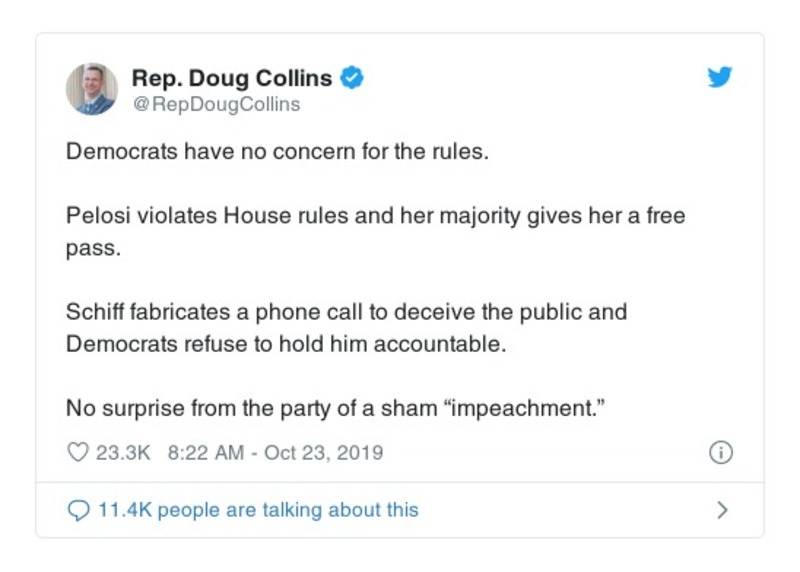 Rep. Doug Collins
@RepDougCollins
Democrats have no concern for the rules.
Pelosi violates House rules and her majority gives her a free
pass.
Schiff fabricates a phone call to deceive the public and
Democrats refuse to hold him accountable.
No surprise from the party of a sham “impeachment.”
23.3K 8:22 AM - Oct 23, 2019
11.4K people are talking about this